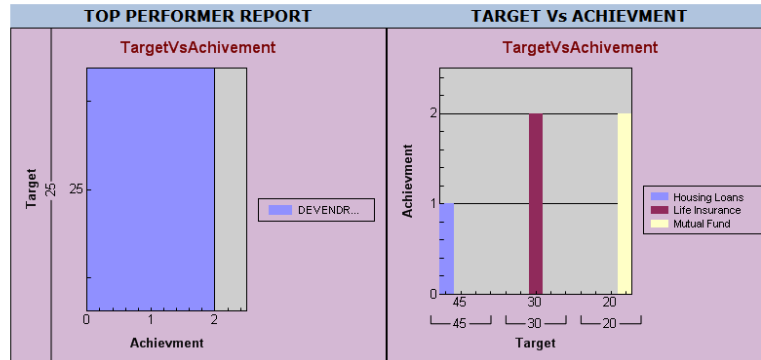 TOP PERFORMER REPORT
TargetVsAchivement
Target
25
25
0 1 2
Achievment
DEVENDR...
TARGET Vs ACHIEVMENT
TargetVsAchivement
Achievment
2
1
0
45 30 20
45 30 20
Target
Housing Loans
Life Insurance
Mutual Fund